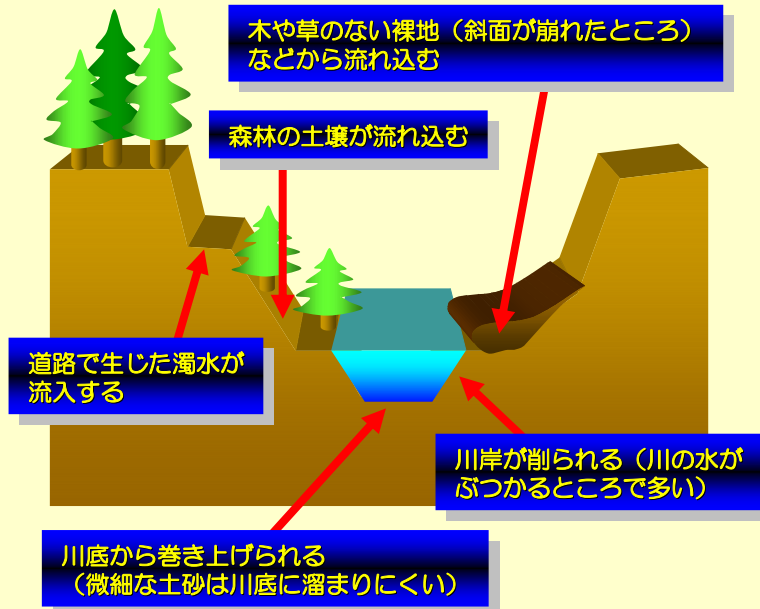 木や草のない裸地（斜面が崩れたところ）
などから流れ込む
森林の土壌が流れ込む
道路で生じた濁水が
流入する
川岸が削られる（川の水が
ぶつかるところで多い）
川底から巻き上げられる
（微細な土砂は川底に溜まりにくい）